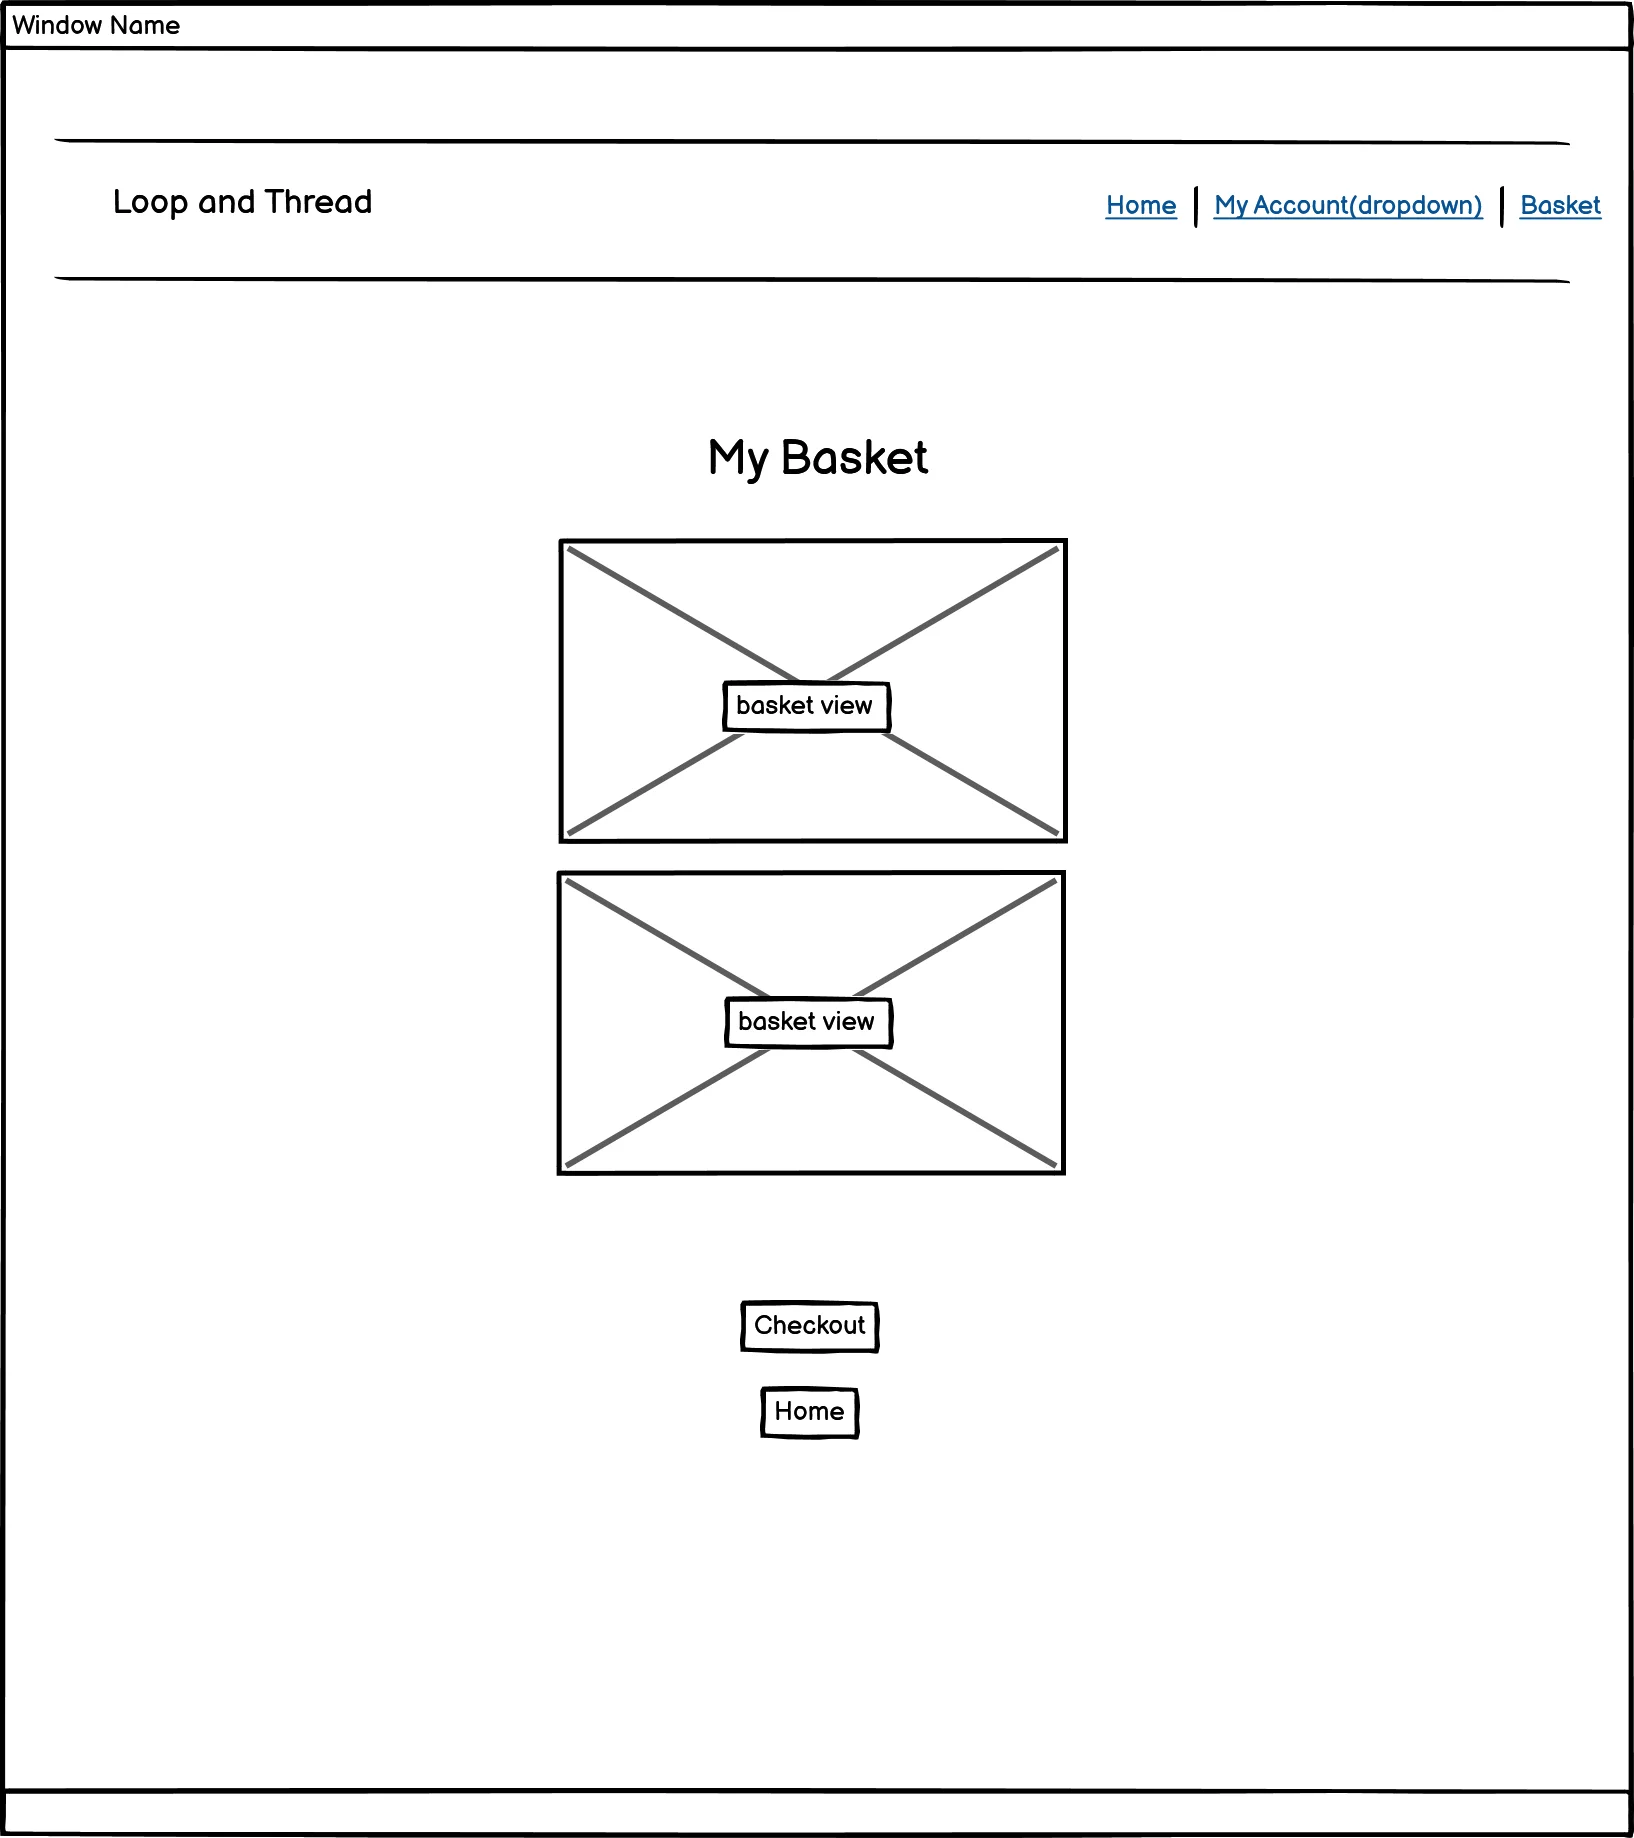 Window Name
Loop and Thread
Home | My Account(dropdown) | Basket
My Basket
basket view
basket view
Checkout
Home